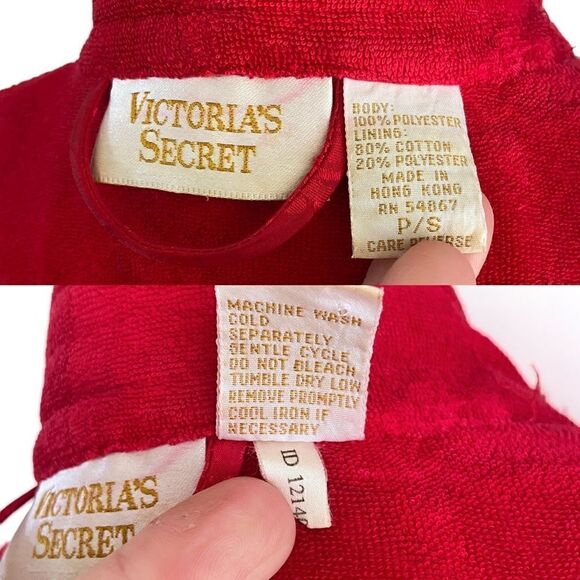 VICTORIA'S
SECRET
BODY:
100% POLYESTER
LINING:
80% COTTON
20% POLYESTER
MADE IN
HONG KONG
RN 54867
P/S
CARE REVERSE
MACHINE WASH
COLD
SEPARATELY
GENTLE CYCLE
DO NOT BLEACH
TUMBLE DRY LOW
REMOVE PROMPTLY
COOL IRON IF
NECESSARY
VICTORIA'S
SECRET
ID 1214